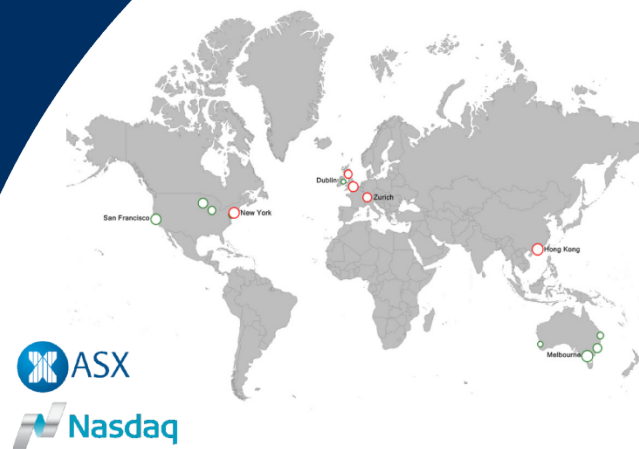 Dublin
Zurich
San Francisco
New York
Hong Kong
Melbourne
ASX
Nasdaq